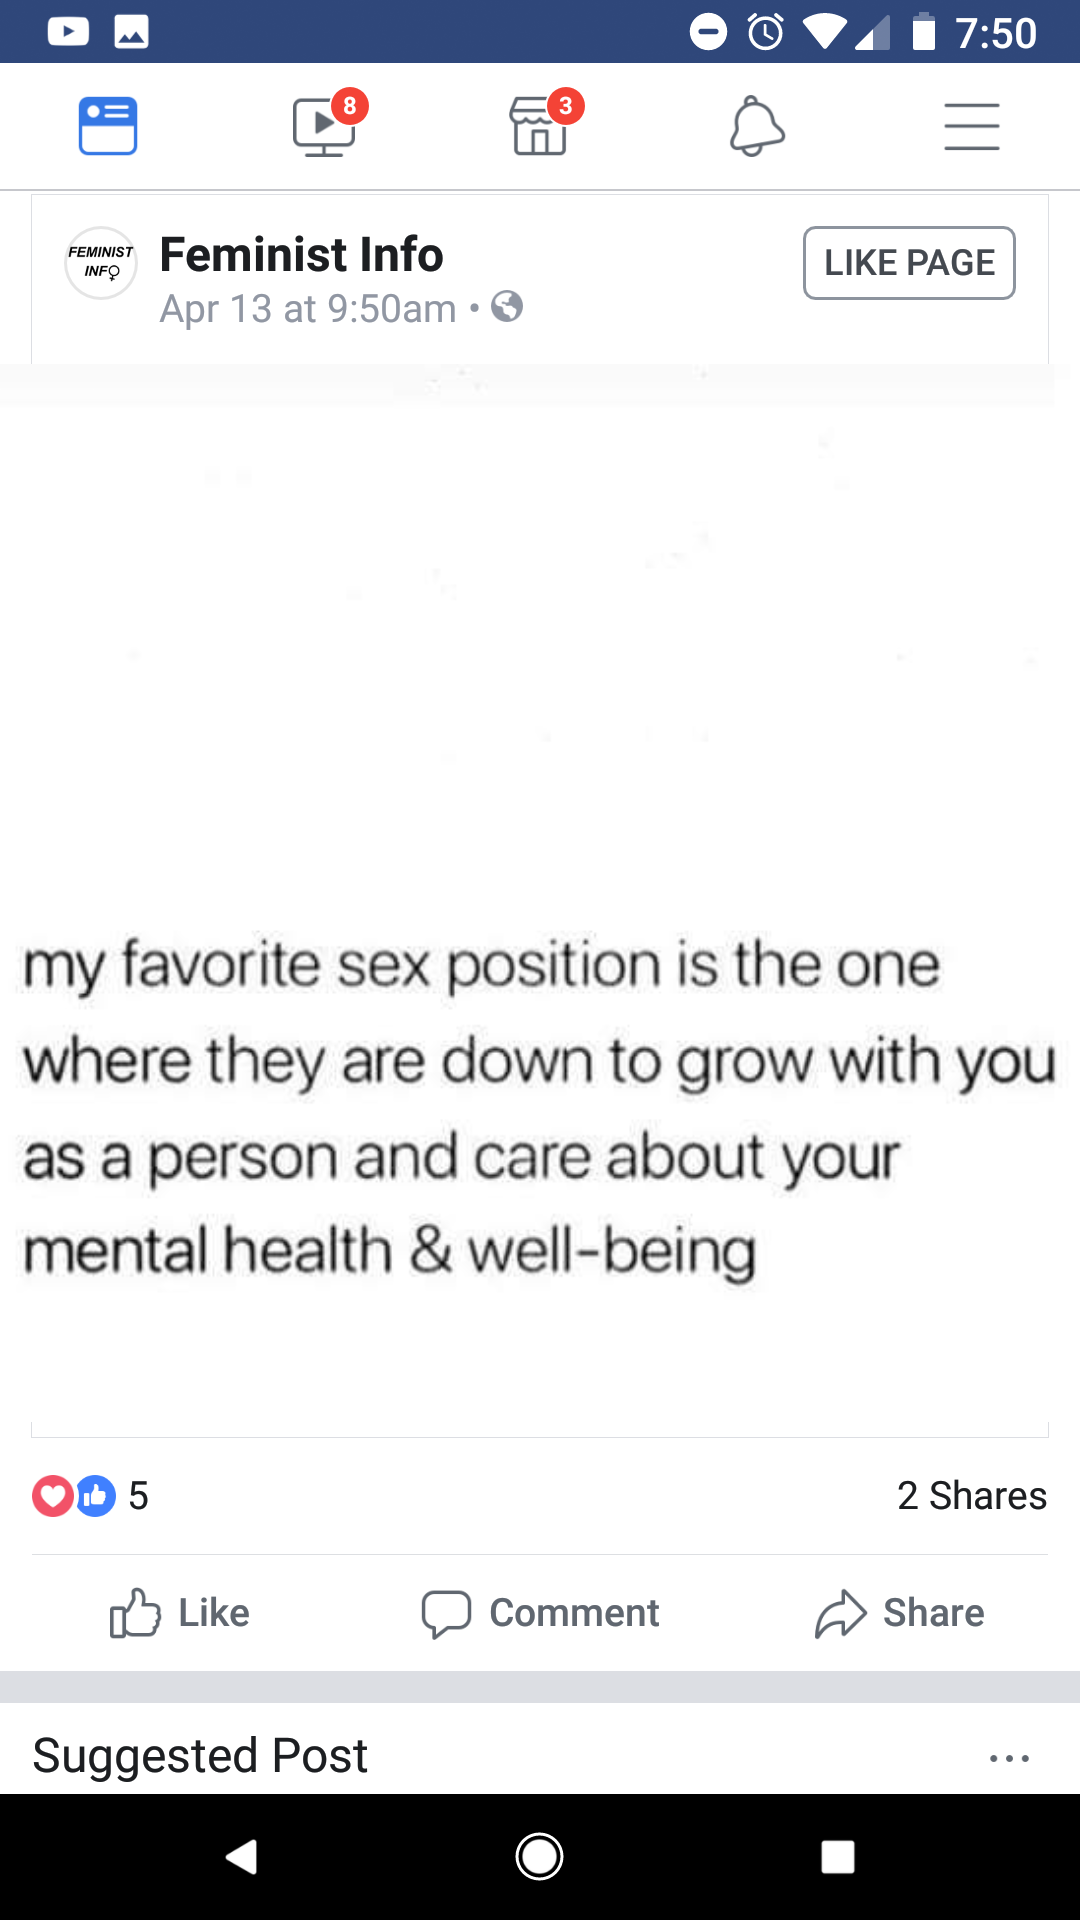 7:50
8
3
FEMINIST
INFO
Feminist Info
LIKE PAGE
Apr 13 at 9:50am •
my favorite sex position is the one
where they are down to grow with you
as a person and care about your
mental health & well-being
5
2 Shares
Like
Comment
Share
Suggested Post
...